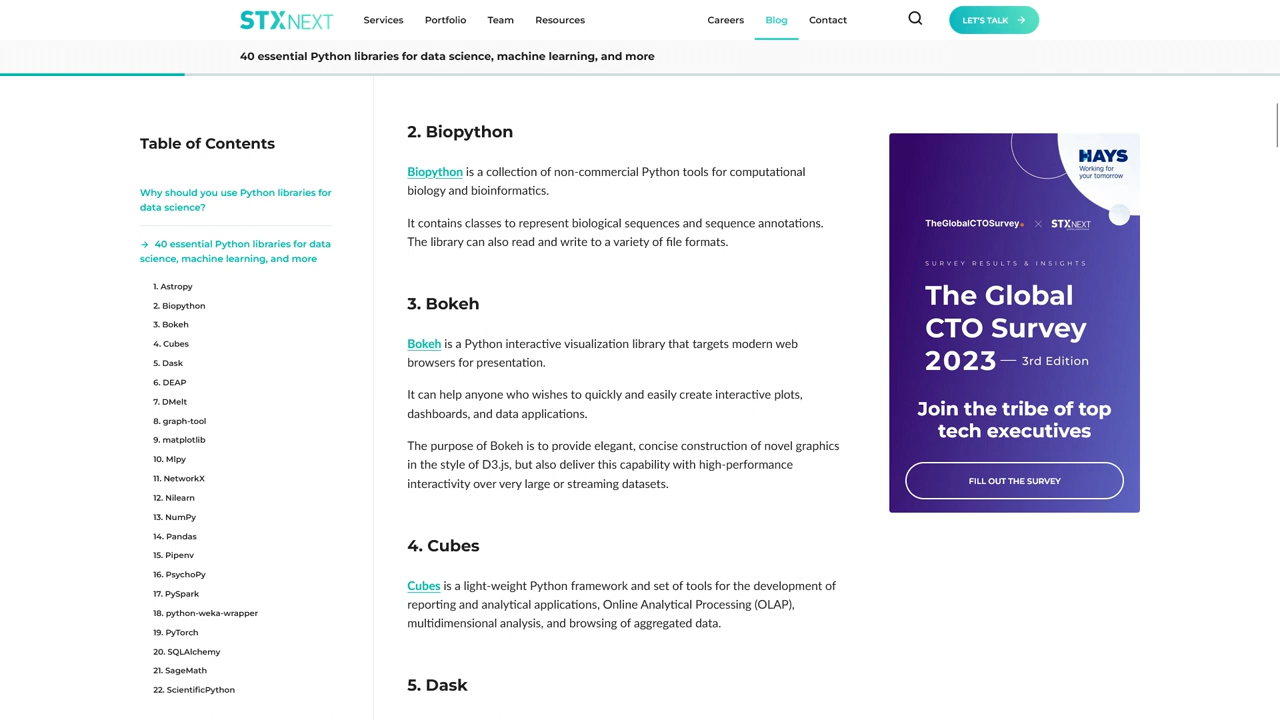 STXNEXT
Services
Portfolio
Team
Resources
Careers
Blog
Contact
LET'S TALK
40 essential Python libraries for data science, machine learning, and more
Table of Contents
Why should you use Python libraries for
data science?
40 essential Python libraries for data
science, machine learning, and more
1. Astropy
2. Biopython
3. Bokeh
4. Cubes
5. Dask
6. DEAP
7. DMelt
8. graph-tool
9. matplotlib
10. Mlpy
11. NetworkX
12. Nilearn
13. NumPy
14. Pandas
15. Pipenv
16. PsychoPy
17. PySpark
18. python-weka-wrapper
19. PyTorch
20. SQLAlchemy
21. SageMath
22. ScientificPython
2. Biopython
Biopython is a collection of non-commercial Python tools for computational
biology and bioinformatics.
It contains classes to represent biological sequences and sequence annotations.
The library can also read and write to a variety of file formats.
3. Bokeh
Bokeh is a Python interactive visualization library that targets modern web
browsers for presentation.
It can help anyone who wishes to quickly and easily create interactive plots,
dashboards, and data applications.
The purpose of Bokeh is to provide elegant, concise construction of novel graphics
in the style of D3.js, but also deliver this capability with high-performance
interactivity over very large or streaming datasets.
4. Cubes
Cubes is a light-weight Python framework and set of tools for the development of
reporting and analytical applications, Online Analytical Processing (OLAP),
multidimensional analysis, and browsing of aggregated data.
5. Dask
HAYS
Working for
your tomorrow
TheGlobalCTOSurvey
STXNEXT
SURVEY RESULTS & INSIGHTS
The Global
CTO Survey
2023 — 3rd Edition
Join the tribe of top
tech executives
FILL OUT THE SURVEY